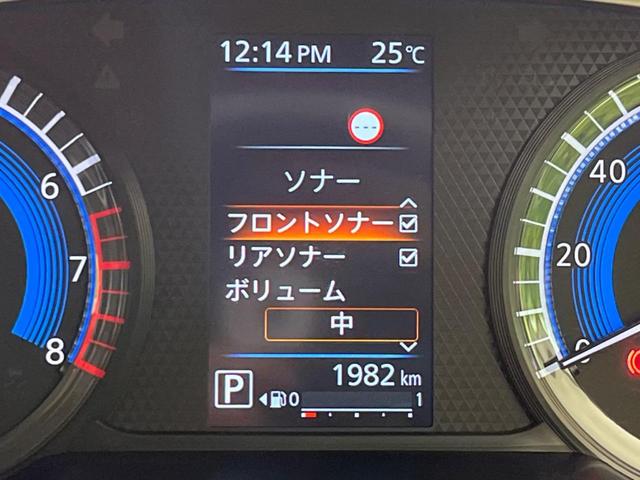 12:14 PM 25℃
---
ソナー
フロントソナー
リアソナー
ボリューム
中
1982 km
P 0 1
6
7
8
40
20
0